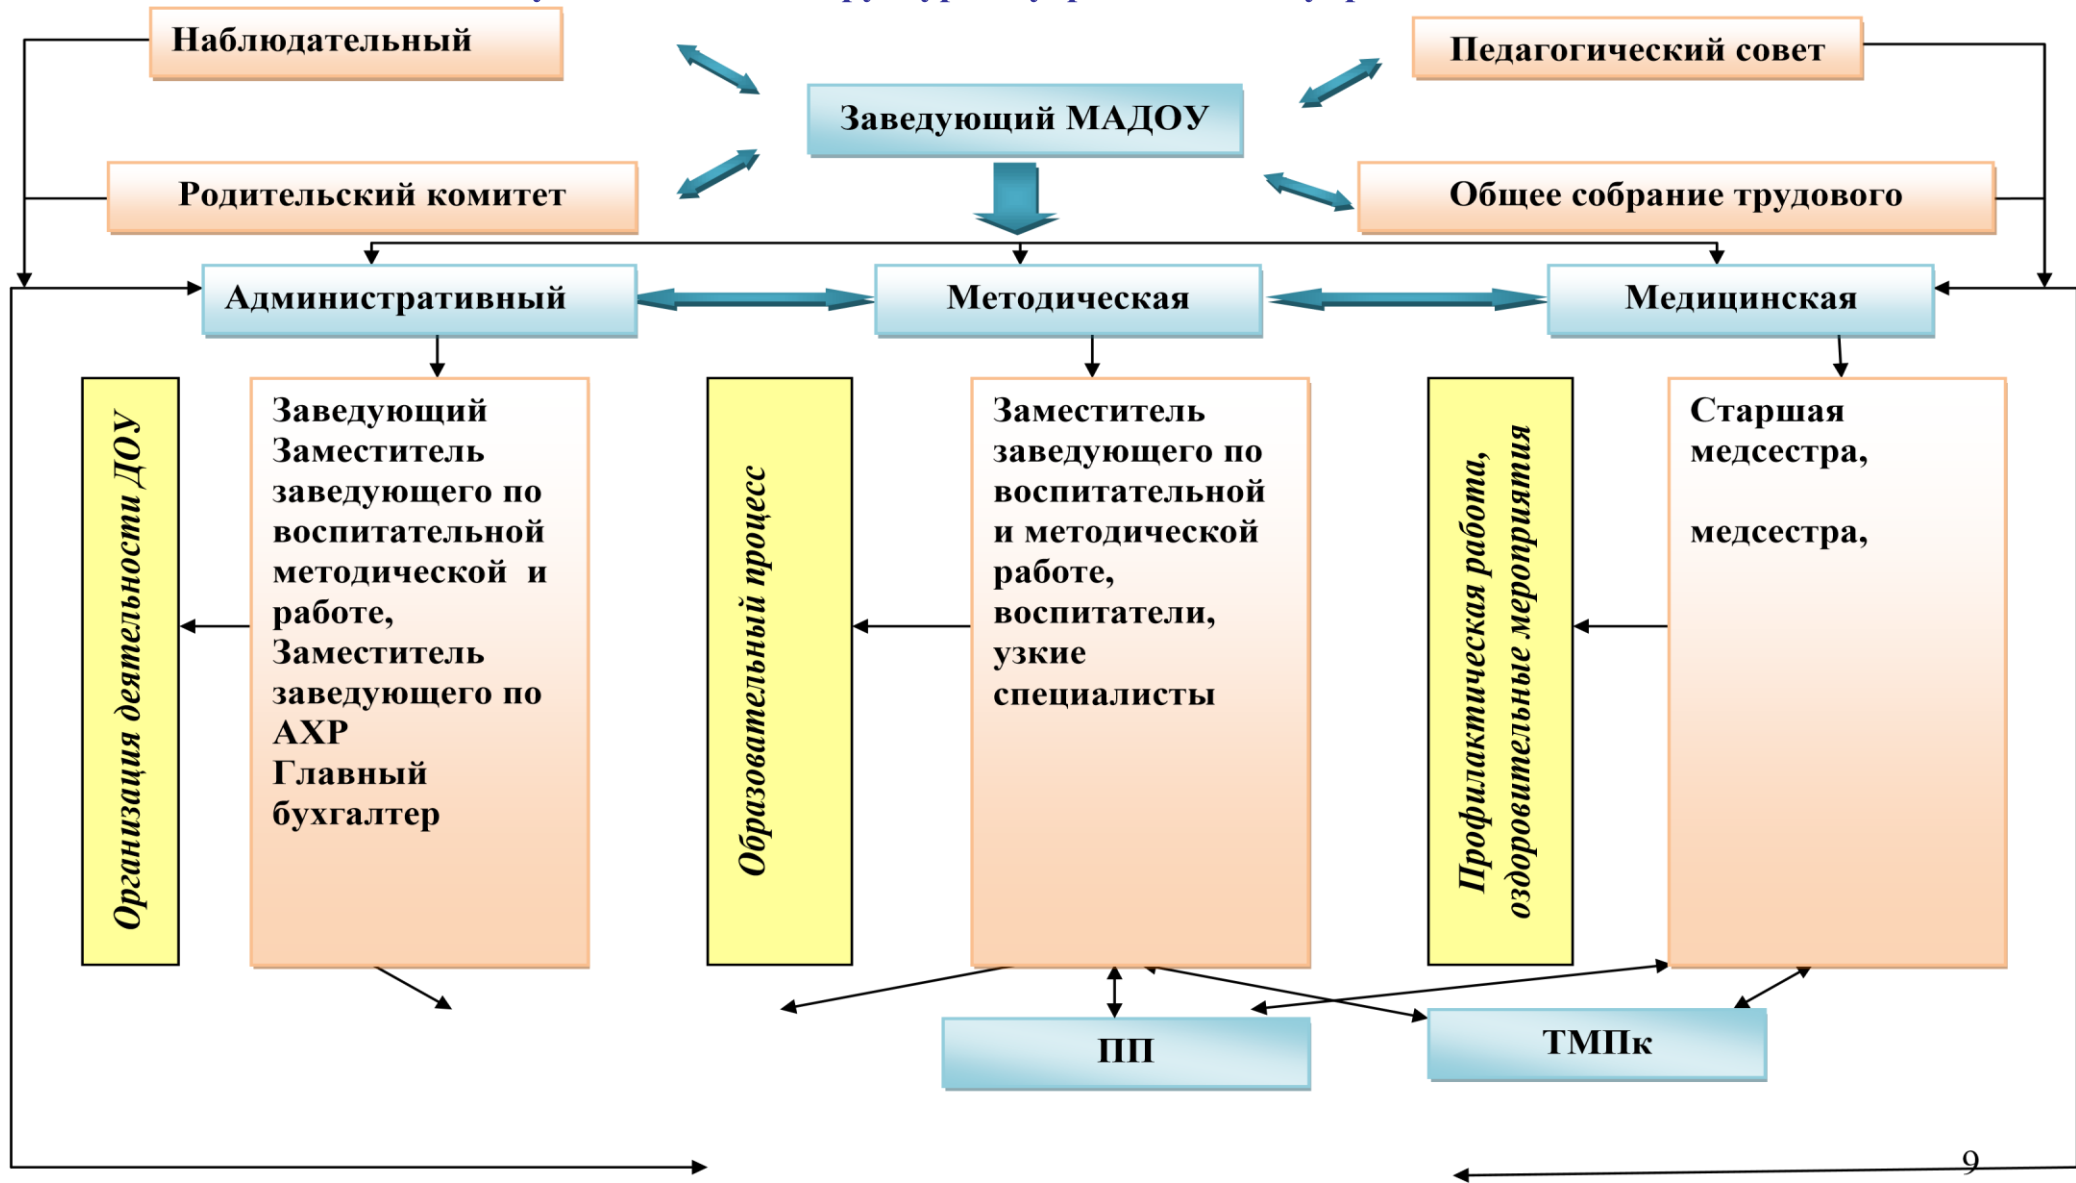 Наблюдательный
Педагогический совет
Заведующий МАДОУ
Родительский комитет
Общее собрание трудового
Административный
Методическая
Медицинская
Организация деятельности ДОУ
Заведующий
Заместитель
заведующего по
воспитательной
методической и
работе,
Заместитель
заведующего по
АХР
Главный
бухгалтер
Образовательный процесс
Заместитель
заведующего по
воспитательной
и методической
работе,
воспитатели,
узкие
специалисты
Профилактическая работа,
оздоровительные мероприятия
Старшая
медсестра,
медсестра,
ПП
ТМПк
9